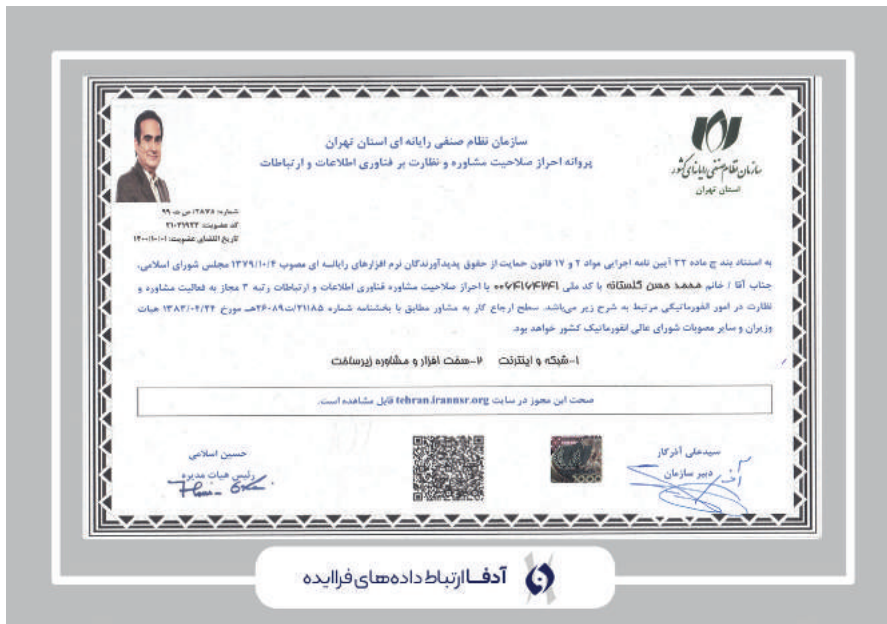 سازمان نظام صنفی رایانه ای کشور
استان تهران
سازمان نظام صنفی رایانه ای استان تهران
پروانه احراز صلاحیت مشاوره و نظارت بر فناوری اطلاعات و ارتباطات
شماره: ۲۸۷۸/ ص ت ۹۹
کد عضویت: ۲۱۰۲۱۹۲۲
تاریخ انقضای عضویت: ۱۴۰۰/۱۰/۰۱
به استناد بند ج ماده ۲۲ آیین نامه اجرایی مواد ۲ و ۱۷ قانون حمایت از حقوق پدیدآورندگان نرم افزارهای رایانه ای مصوب ۱۳۷۹/۱۰/۴ مجلس شورای اسلامی،
جناب آقا / خانم محمد حسن گلستانه با کد ملی با احراز صلاحیت مشاوره فناوری اطلاعات و ارتباطات رتبه ۳ مجاز به فعالیت مشاوره و
نظارت در امور انفورماتیکی مرتبط به شرح زیر می‌باشد. سطح ارجاع کار به مشاور مطابق با بخشنامه شماره ۲۱۱۸۵/ت۲۶۰۸۹هـ مورخ ۱۳۸۳/۰۴/۲۴ هیات
وزیران و سایر مصوبات شورای عالی انفورماتیک کشور خواهد بود.
۱-شبکه و اینترنت ۲-سخت افزار و مشاوره زیرساخت
صحت این مجوز در سایت tehran.irannsr.org قابل مشاهده است.
سیدعلی آذرکار
دبیر سازمان
حسین اسلامی
رئیس هیات مدیره
آدفا ارتباط داده‌های فراایده